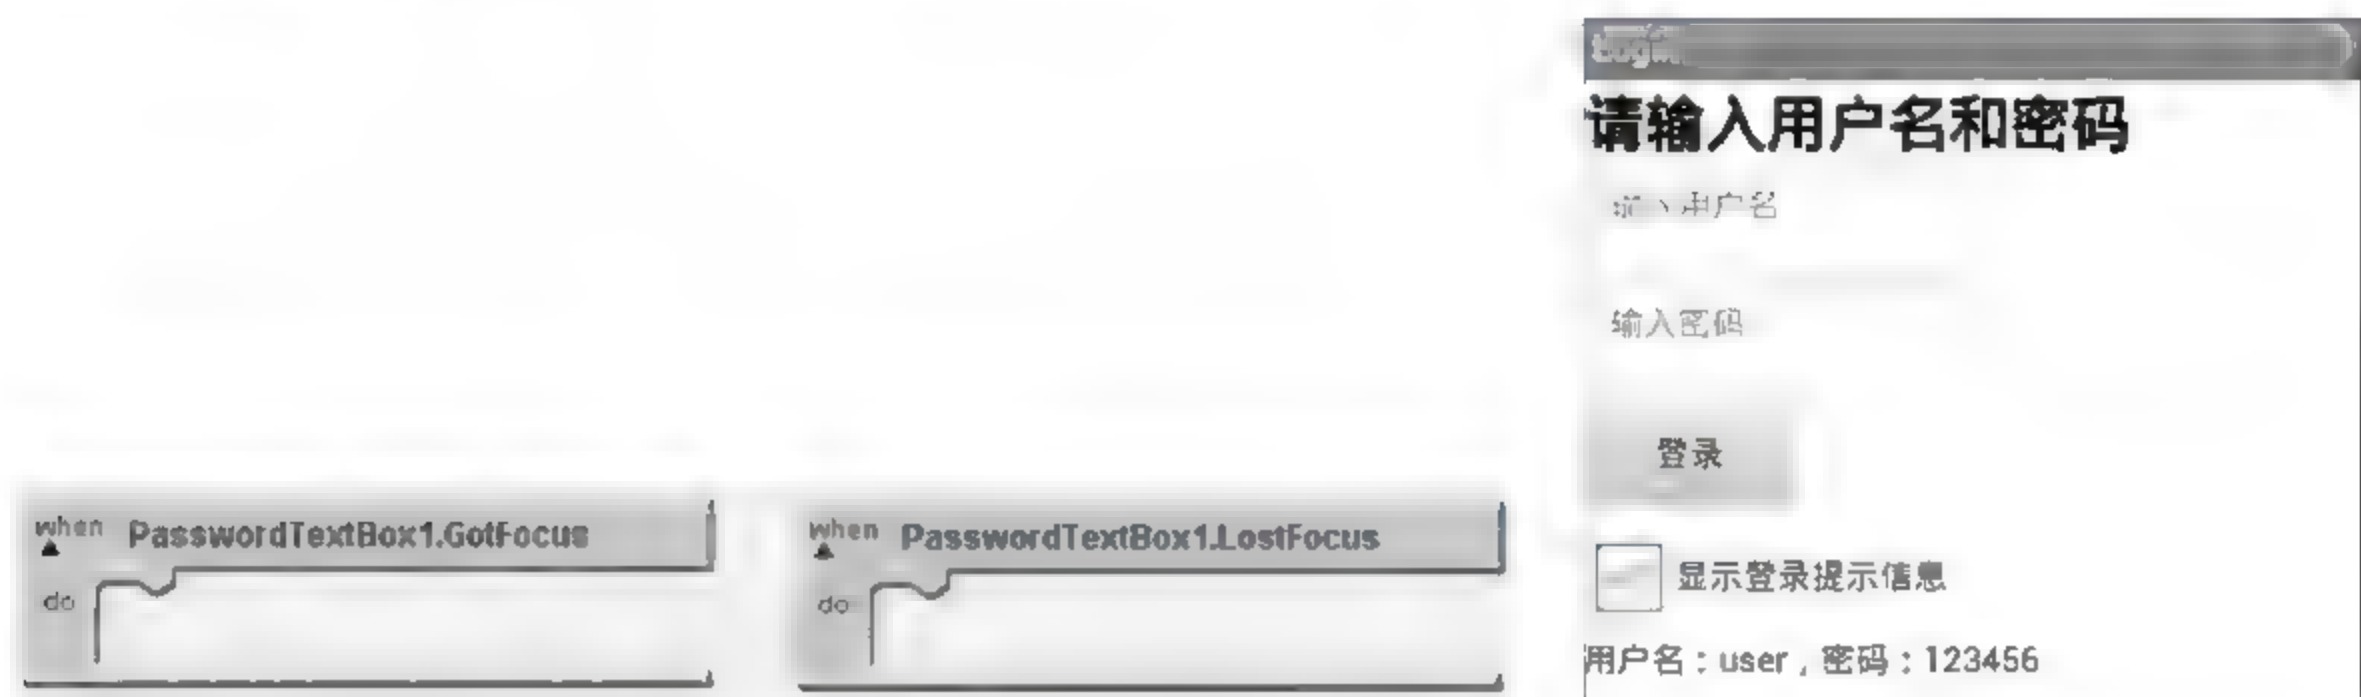 when PasswordTextBox1.GotFocus
do
when PasswordTextBox1.LostFocus
do
请输入用户名和密码
输入用户名
输入密码
登录
显示登录提示信息
用户名：user，密码：123456